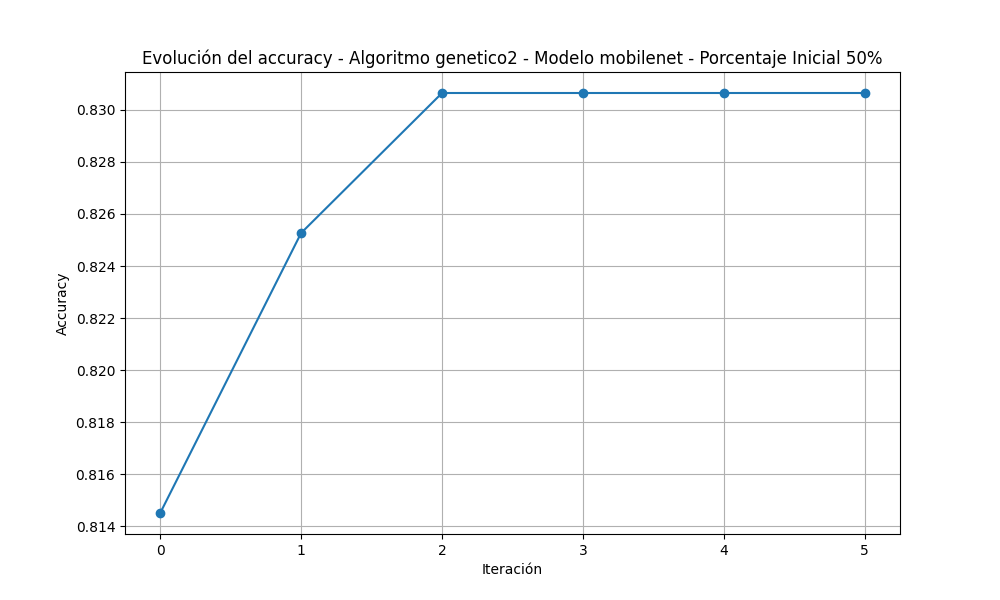 Evolución del accuracy - Algoritmo genetico2 - Modelo mobilenet - Porcentaje Inicial 50%
0.830
0.828
0.826
0.824
0.822
0.820
0.818
0.816
0.814
Accuracy
0 1 2 3 4 5
Iteración